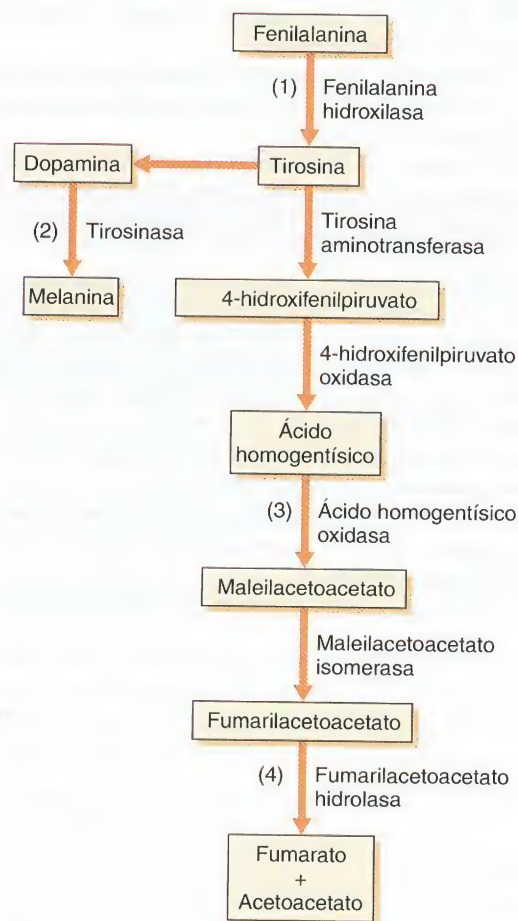 Fenilalanina
(1) Fenilalanina
hidroxilasa
Dopamina
Tirosina
(2) Tirosinasa
Tirosina
aminotransferasa
Melanina
4-hidroxifenilpiruvato
4-hidroxifenilpiruvato
oxidasa
Ácido
homogentísico
(3) Ácido homogentísico
oxidasa
Maleilacetoacetato
Maleilacetoacetato
isomerasa
Fumarilacetoacetato
(4) Fumarilacetoacetato
hidrolasa
Fumarato
+
Acetoacetato